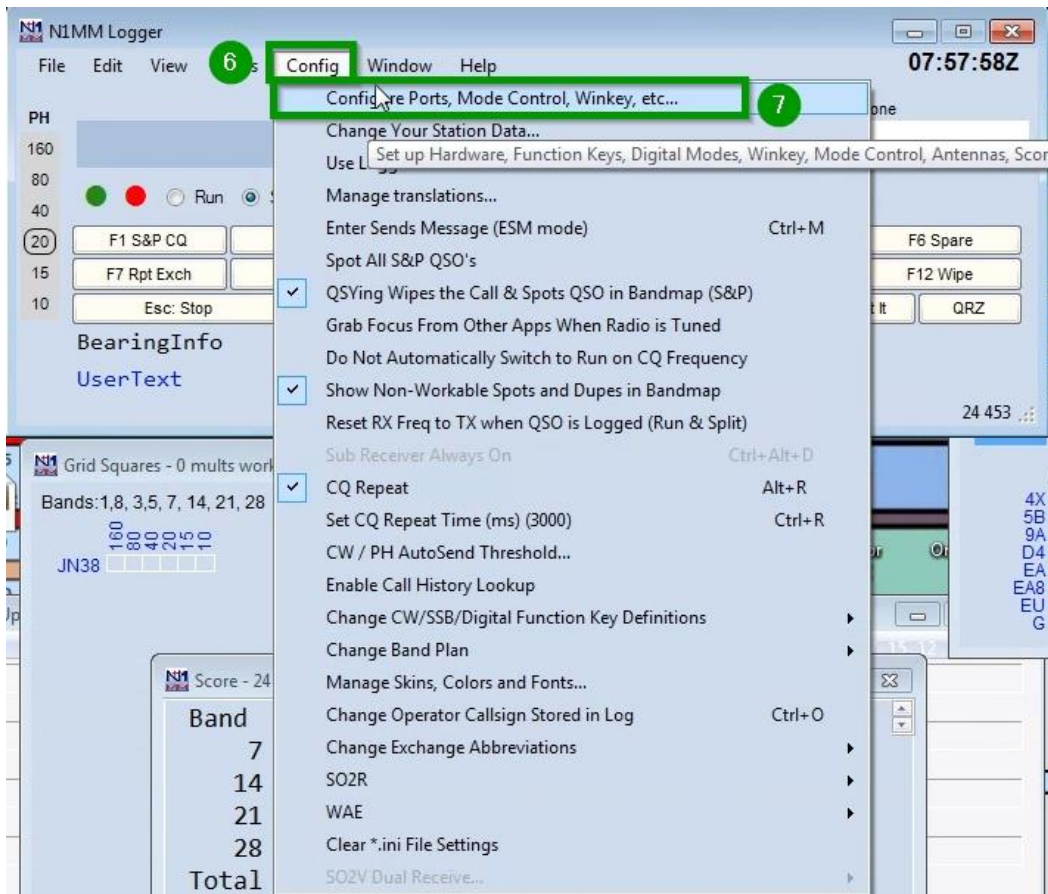 N1MM Logger
File Edit View 6 s Config Window Help 07:57:58Z
Configure Ports, Mode Control, Winkey, etc... 7
PH
Change Your Station Data...
160
Set up Hardware, Function Keys, Digital Modes, Winkey, Mode Control, Antennas, Scor
80
Manage translations...
Run
40
Enter Sends Message (ESM mode) Ctrl+M
20 F1 S&P CQ F6 Spare
Spot All S&P QSO's
15 F7 Rpt Exch F12 Wipe
QSYing Wipes the Call & Spots QSO in Bandmap (S&P)
10 Esc: Stop QRZ
Grab Focus From Other Apps When Radio is Tuned
BearingInfo
Do Not Automatically Switch to Run on CQ Frequency
UserText
Show Non-Workable Spots and Dupes in Bandmap
Reset RX Freq to TX when QSO is Logged (Run & Split)
24 453
Sub Receiver Always On Ctrl+Alt+D
Grid Squares - 0 mults work
CQ Repeat Alt+R
Bands:1,8, 3,5, 7, 14, 21, 28
Set CQ Repeat Time (ms) (3000) Ctrl+R
160 80 40 20 15 10
CW / PH AutoSend Threshold...
JN38
Enable Call History Lookup
4X
5B
9A
D4
EA
EA8
EU
G
Change CW/SSB/Digital Function Key Definitions
Change Band Plan
Manage Skins, Colors and Fonts...
Score - 24
Change Operator Callsign Stored in Log Ctrl+O
Band
Change Exchange Abbreviations
7
SO2R
14
WAE
21
Clear *.ini File Settings
28
SO2V Dual Receive...
Total